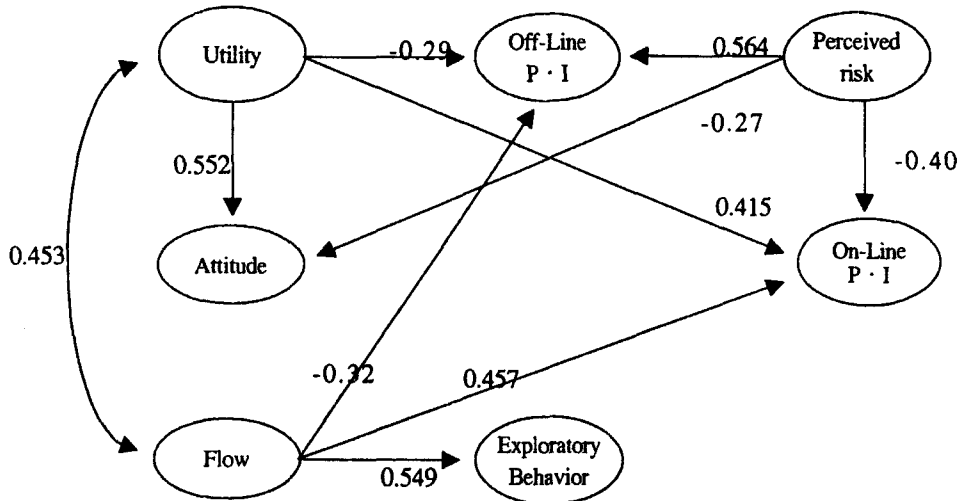 Utility
-0.29
Off-Line
P · I
0.564
Perceived
risk
-0.27
0.552
-0.40
0.415
0.453
Attitude
On-Line
P · I
-0.32
0.457
Flow
0.549
Exploratory
Behavior